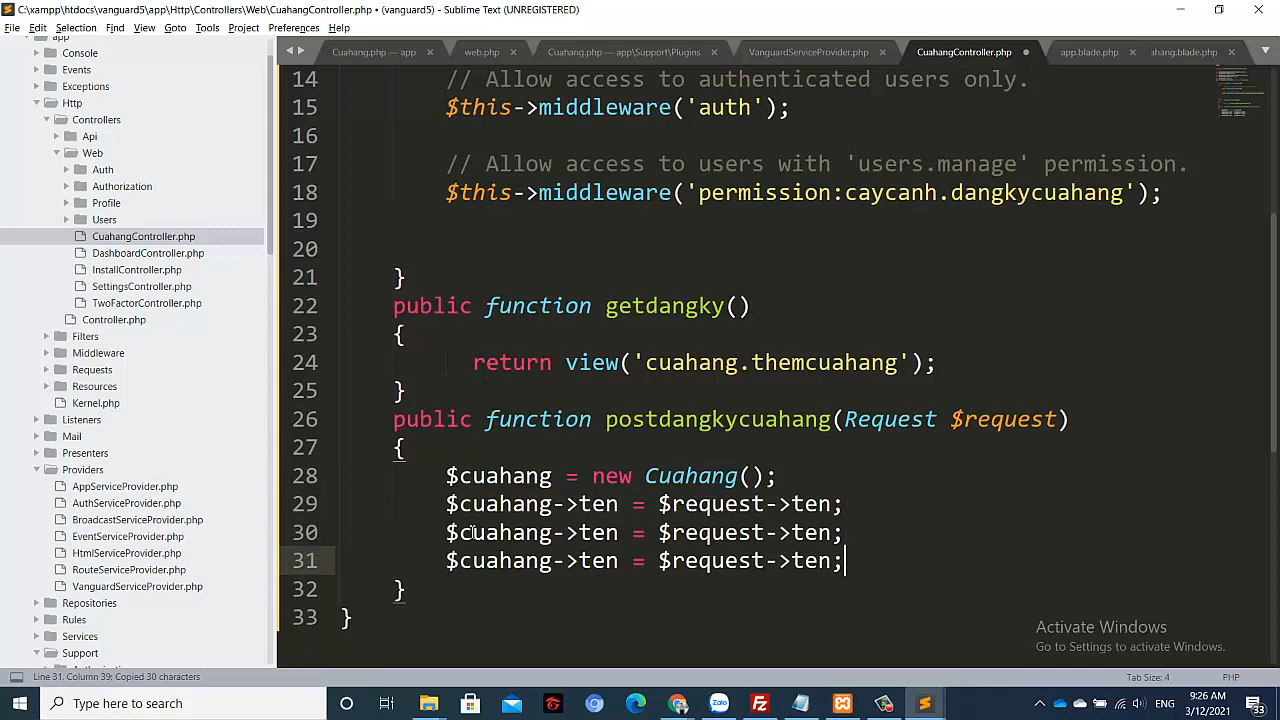 C:\xampp\htdocs\vanguard5\app\Http\Controllers\Web\CuahangController.php • (vanguard5) - Sublime Text (UNREGISTERED)
File Edit Selection Find View Goto Tools Project Preferences Help
Cuahang.php — app web.php Cuahang.php — app\Support\Plugins VanguardServiceProvider.php CuahangController.php app.blade.php ahang.blade.php
app
Console
Events
Exceptions
Http
Controllers
Api
Web
Auth
Authorization
Profile
Users
CuahangController.php
DashboardController.php
InstallController.php
SettingsController.php
TwoFactorController.php
Controller.php
Filters
Middleware
Requests
Resources
Kernel.php
Listeners
Mail
Presenters
Providers
AppServiceProvider.php
AuthServiceProvider.php
BroadcastServiceProvider.php
EventServiceProvider.php
HtmlServiceProvider.php
RouteServiceProvider.php
VanguardServiceProvider.php
Repositories
Rules
Services
Support
14 // Allow access to authenticated users only.
15 $this->middleware('auth');
16
17 // Allow access to users with 'users.manage' permission.
18 $this->middleware('permission:caycanh.dangkycuahang');
19
20
21 }
22 public function getdangky()
23 {
24 return view('cuahang.themcuahang');
25 }
26 public function postdangkycuahang(Request $request)
27 {
28 $cuahang = new Cuahang();
29 $cuahang->ten = $request->ten;
30 $cuahang->ten = $request->ten;
31 $cuahang->ten = $request->ten;
32 }
33 }
Activate Windows
Go to Settings to activate Windows.
Line 31, Column 39; Copied 30 characters Tab Size: 4 PHP
Type here to search
Zalo
ENG
9:26 AM
3/12/2021
33